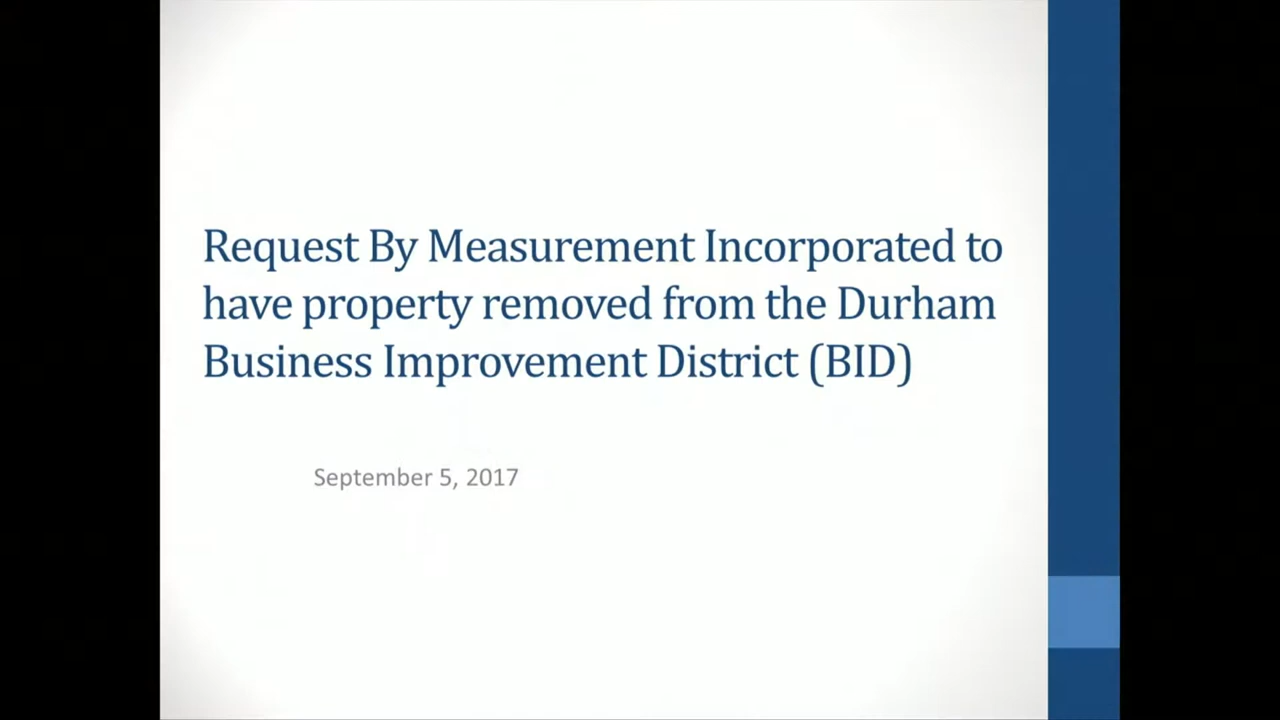 Request By Measurement Incorporated to
have property removed from the Durham
Business Improvement District (BID)
September 5, 2017